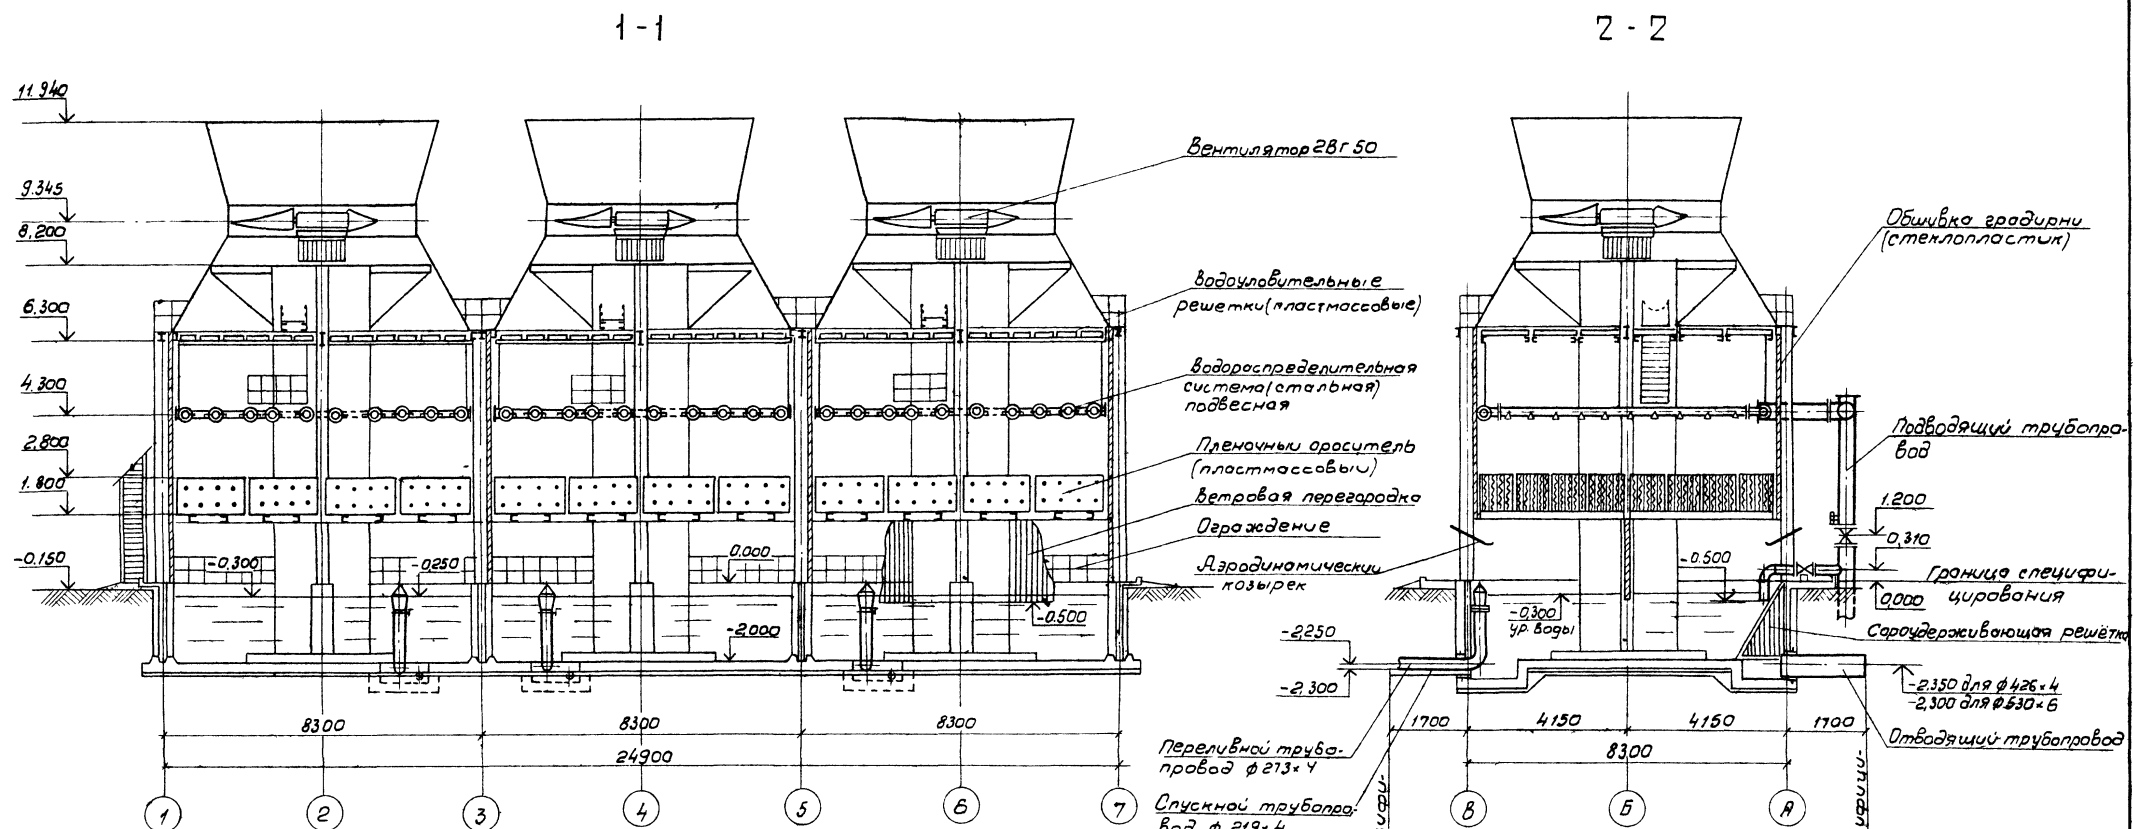 1-1
2-2
11.940
9.345
8,200
6,300
4.300
2.800
1.800
-0.150
-0,300
-0,250
0.000
-0.500
-2,000
8300
8300
8300
24900
1
2
3
4
5
6
7
Вентилятор 2ВГ 50
Водоуловительные
решетки(пластмассовые)
Водораспределительная
система(стальная)
подвесная
Пленочный ороситель
(пластмассовый)
Ветровая перегородка
Ограждение
Аэродинамический
козырек
Обшивка градирни
(стеклопластик)
Подводящий трубопро-
вод
1.200
0,310
-0.500
Граница специфи-
цирования
0,000
-0,300
ур. воды
Сороудерживающая решётка
-2,250
-2,300
-2.350 для ф426×4
-2,300 для ф530×6
1700
4150
4150
1700
8300
Отводящий трубопровод
Переливной трубо-
провод ф273×4
Спускной трубопро-
вод ф 219×4
В
Б
А